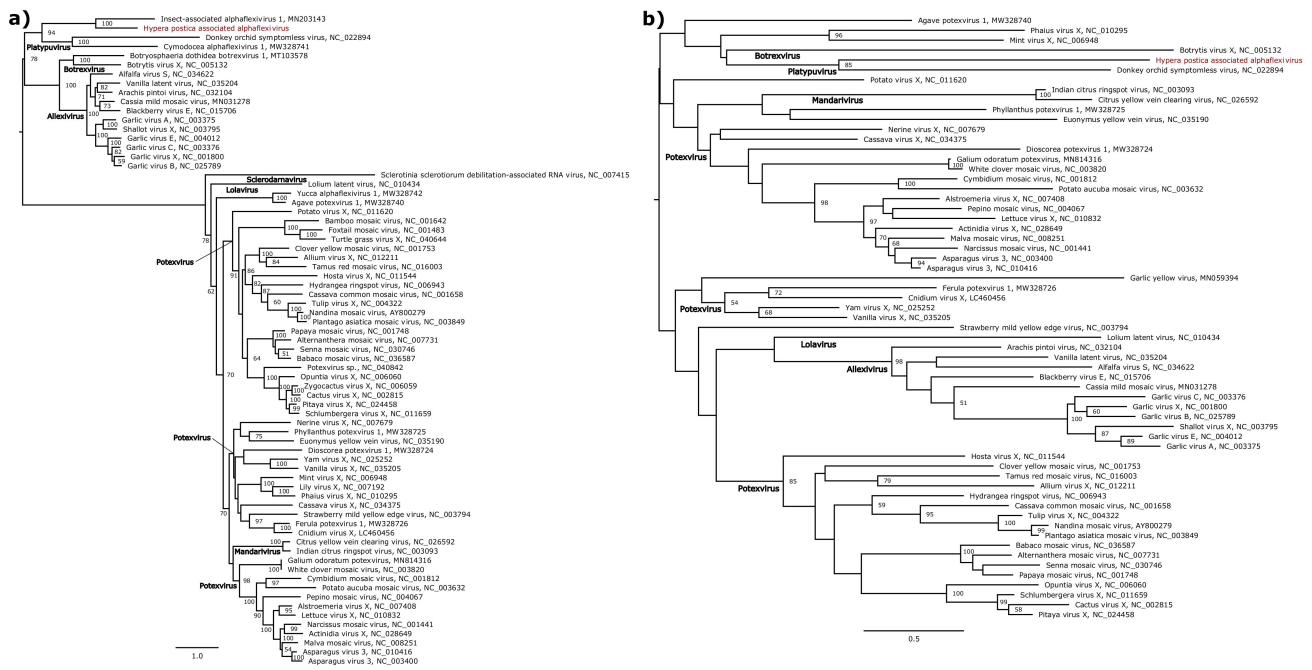 a)
Insect-associated alphaflexivirus 1, MN203143
100
Hypera postica associated alphaflexivirus
94
Donkey orchid symptomless virus, NC_022894
Platypuvirus
100
Cymodocea alphaflexivirus 1, MW328741
78
Botryosphaeria dothidea botrexvirus 1, MT103578
Botrexvirus
Botrytis virus X, NC_005132
100
Alfalfa virus S, NC_034622
Vanilla latent virus, NC_035204
82
Arachis pintoi virus, NC_032104
71
Cassia mild mosaic virus, MN031278
73
Blackberry virus E, NC_015706
Allexivirus
100
Garlic virus A, NC_003375
100
Shallot virus X, NC_003795
100
Garlic virus E, NC_004012
100
Garlic virus C, NC_003376
82
Garlic virus X, NC_001800
59
Garlic virus B, NC_025789
Sclerotinia sclerotiorum debilitation-associated RNA virus, NC_007415
Sclerodarnavirus
Lolium latent virus, NC_010434
Lolavirus
Yucca alphaflexivirus 1, MW328742
100
Agave potexvirus 1, MW328740
Potato virus X, NC_011620
Bamboo mosaic virus, NC_001642
100
Foxtail mosaic virus, NC_001483
100
Turtle grass virus X, NC_040644
78
Clover yellow mosaic virus, NC_001753
100
Allium virus X, NC_012211
Potexvirus
84
Tamus red mosaic virus, NC_016003
91
86
Hosta virus X, NC_011544
82
Hydrangea ringspot virus, NC_006943
87
62
Cassava common mosaic virus, NC_001658
60
Tulip virus X, NC_004322
100
Nandina mosaic virus, AY800279
100
Plantago asiatica mosaic virus, NC_003849
Papaya mosaic virus, NC_001748
100
Alternanthera mosaic virus, NC_007731
Senna mosaic virus, NC_030746
51
Babaco mosaic virus, NC_036587
64
Potexvirus sp., NC_040842
70
100
Opuntia virus X, NC_006060
Zygocactus virus X, NC_006059
100
100
Cactus virus X, NC_002815
100
Pitaya virus X, NC_024458
99
Schlumbergera virus X, NC_011659
Nerine virus X, NC_007679
Phyllanthus potexvirus 1, MW328725
75
Potexvirus
Euonymus yellow vein virus, NC_035190
Dioscorea potexvirus 1, MW328724
Yam virus X, NC_025252
100
Vanilla virus X, NC_035205
Mint virus X, NC_006948
100
Lily virus X, NC_007192
100
Phaius virus X, NC_010295
Cassava virus X, NC_034375
70
Strawberry mild yellow edge virus, NC_003794
97
Ferula potexvirus 1, MW328726
100
Cnidium virus X, LC460456
Citrus yellow vein clearing virus, NC_026592
100
Mandarivirus
Indian citrus ringspot virus, NC_003093
Galium odoratum potexvirus, MN814316
100
White clover mosaic virus, NC_003820
Potexvirus
98
Cymbidium mosaic virus, NC_001812
97
Potato aucuba mosaic virus, NC_003632
100
Pepino mosaic virus, NC_004067
90
Alstroemeria virus X, NC_007408
95
Lettuce virus X, NC_010832
100
Narcissus mosaic virus, NC_001441
99
Actinidia virus X, NC_028649
100
Malva mosaic virus, NC_008251
54
Asparagus virus 3, NC_010416
100
Asparagus virus 3, NC_003400
1.0
b)
Agave potexvirus 1, MW328740
Phaius virus X, NC_010295
96
Mint virus X, NC_006948
Botrytis virus X, NC_005132
Botrexvirus
Hypera postica associated alphaflexivirus
85
Platypuvirus
Donkey orchid symptomless virus, NC_022894
Potato virus X, NC_011620
Indian citrus ringspot virus, NC_003093
100
Mandarivirus
Citrus yellow vein clearing virus, NC_026592
Phyllanthus potexvirus 1, MW328725
Euonymus yellow vein virus, NC_035190
Nerine virus X, NC_007679
Cassava virus X, NC_034375
Potexvirus
Dioscorea potexvirus 1, MW328724
Galium odoratum potexvirus, MN814316
100
White clover mosaic virus, NC_003820
Cymbidium mosaic virus, NC_001812
100
Potato aucuba mosaic virus, NC_003632
98
Alstroemeria virus X, NC_007408
Pepino mosaic virus, NC_004067
97
Lettuce virus X, NC_010832
Actinidia virus X, NC_028649
70
Malva mosaic virus, NC_008251
68
Narcissus mosaic virus, NC_001441
Asparagus virus 3, NC_003400
94
Asparagus virus 3, NC_010416
Garlic yellow virus, MN059394
Ferula potexvirus 1, MW328726
72
Cnidium virus X, LC460456
Potexvirus
54
Yam virus X, NC_025252
68
Vanilla virus X, NC_035205
Strawberry mild yellow edge virus, NC_003794
Lolium latent virus, NC_010434
Lolavirus
Arachis pintoi virus, NC_032104
98
Vanilla latent virus, NC_035204
Allexivirus
Alfalfa virus S, NC_034622
Blackberry virus E, NC_015706
Cassia mild mosaic virus, MN031278
51
Garlic virus C, NC_003376
Garlic virus X, NC_001800
60
100
Garlic virus B, NC_025789
Shallot virus X, NC_003795
87
Garlic virus E, NC_004012
89
Garlic virus A, NC_003375
Hosta virus X, NC_011544
Clover yellow mosaic virus, NC_001753
Potexvirus
85
Tamus red mosaic virus, NC_016003
79
Allium virus X, NC_012211
Hydrangea ringspot virus, NC_006943
59
Cassava common mosaic virus, NC_001658
95
Tulip virus X, NC_004322
100
Nandina mosaic virus, AY800279
99
Plantago asiatica mosaic virus, NC_003849
Babaco mosaic virus, NC_036587
100
Alternanthera mosaic virus, NC_007731
Senna mosaic virus, NC_030746
Papaya mosaic virus, NC_001748
Opuntia virus X, NC_006060
100
Schlumbergera virus X, NC_011659
99
Cactus virus X, NC_002815
58
Pitaya virus X, NC_024458
0.5